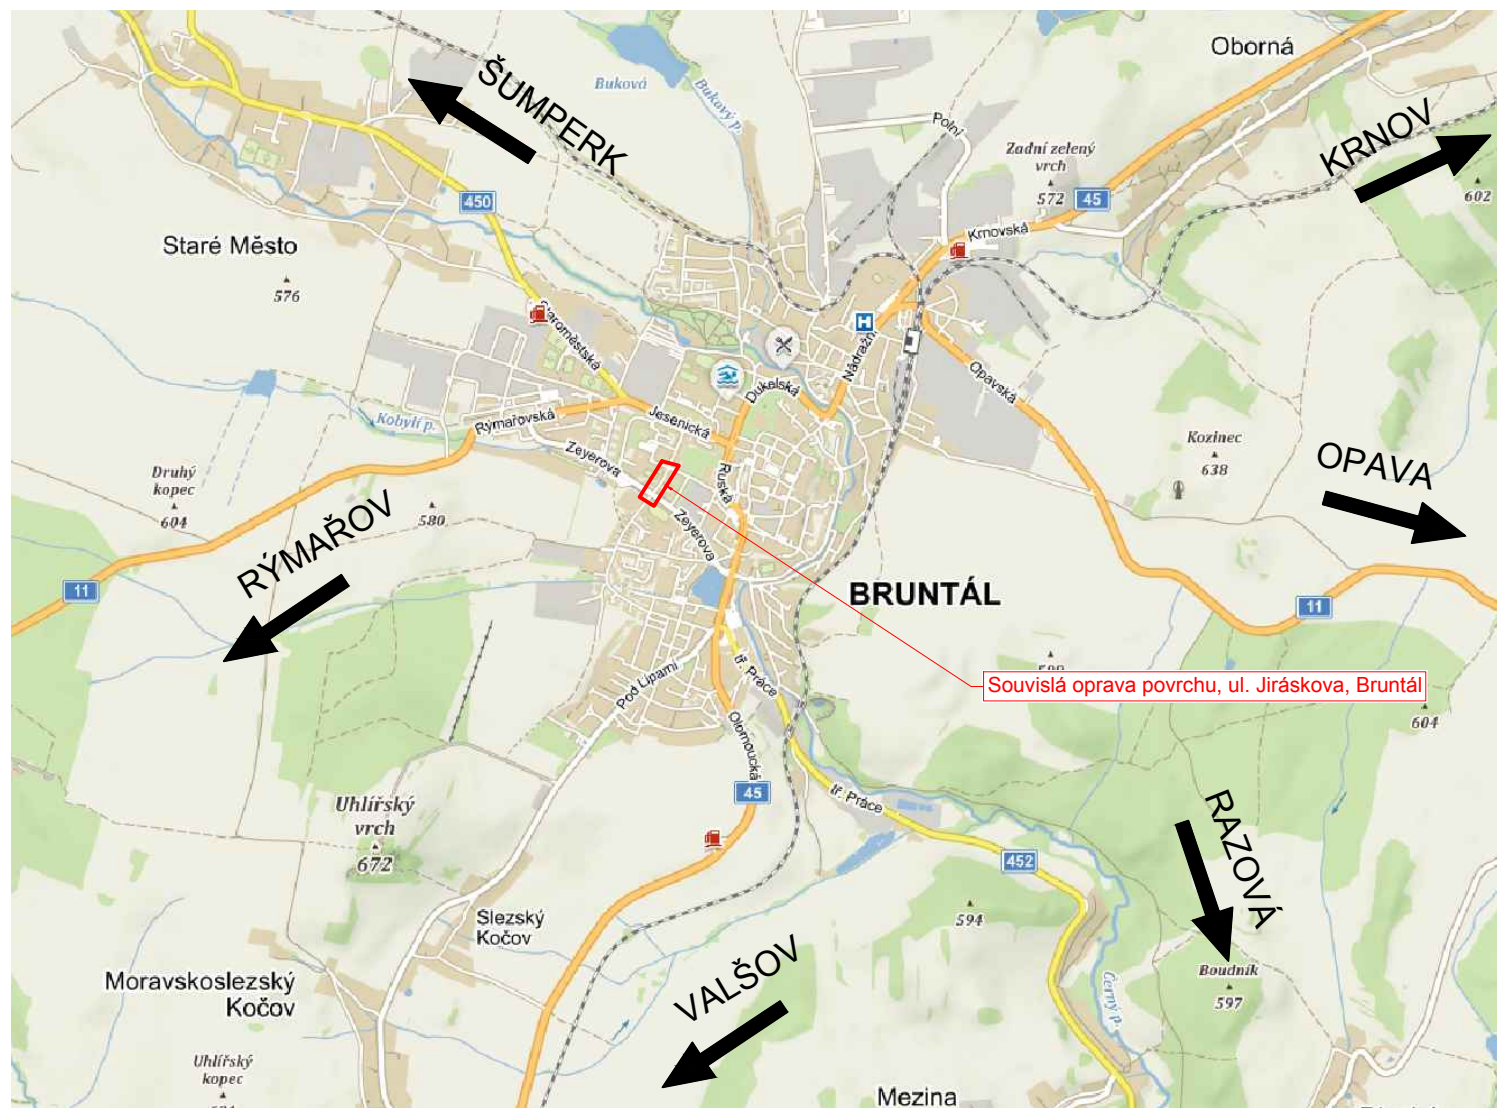 Oborná
ŠUMPERK
Buková
Bukový p.
Polní
KRNOV
Zadní zelený
vrch
572
45
602
450
Krnovská
Staré Město
576
Staroměstská
H
Nádražní
Opavská
Dukelská
Kobylí p.
Rýmařovská
Jesenická
Zeyerova
Ruská
Kozinec
638
OPAVA
Druhý
kopec
604
580
Zeyerova
RÝMAŘOV
11
BRUNTÁL
11
Souvislá oprava povrchu, ul. Jiráskova, Bruntál
604
Pod Lipami
tř. Práce
Olomoucká
45
tř. Práce
RAZOVÁ
Uhlířský
vrch
672
452
594
Slezský
Kočov
VALŠOV
Moravskoslezský
Kočov
Boudník
597
Černý p.
Uhlířský
kopec
Mezina